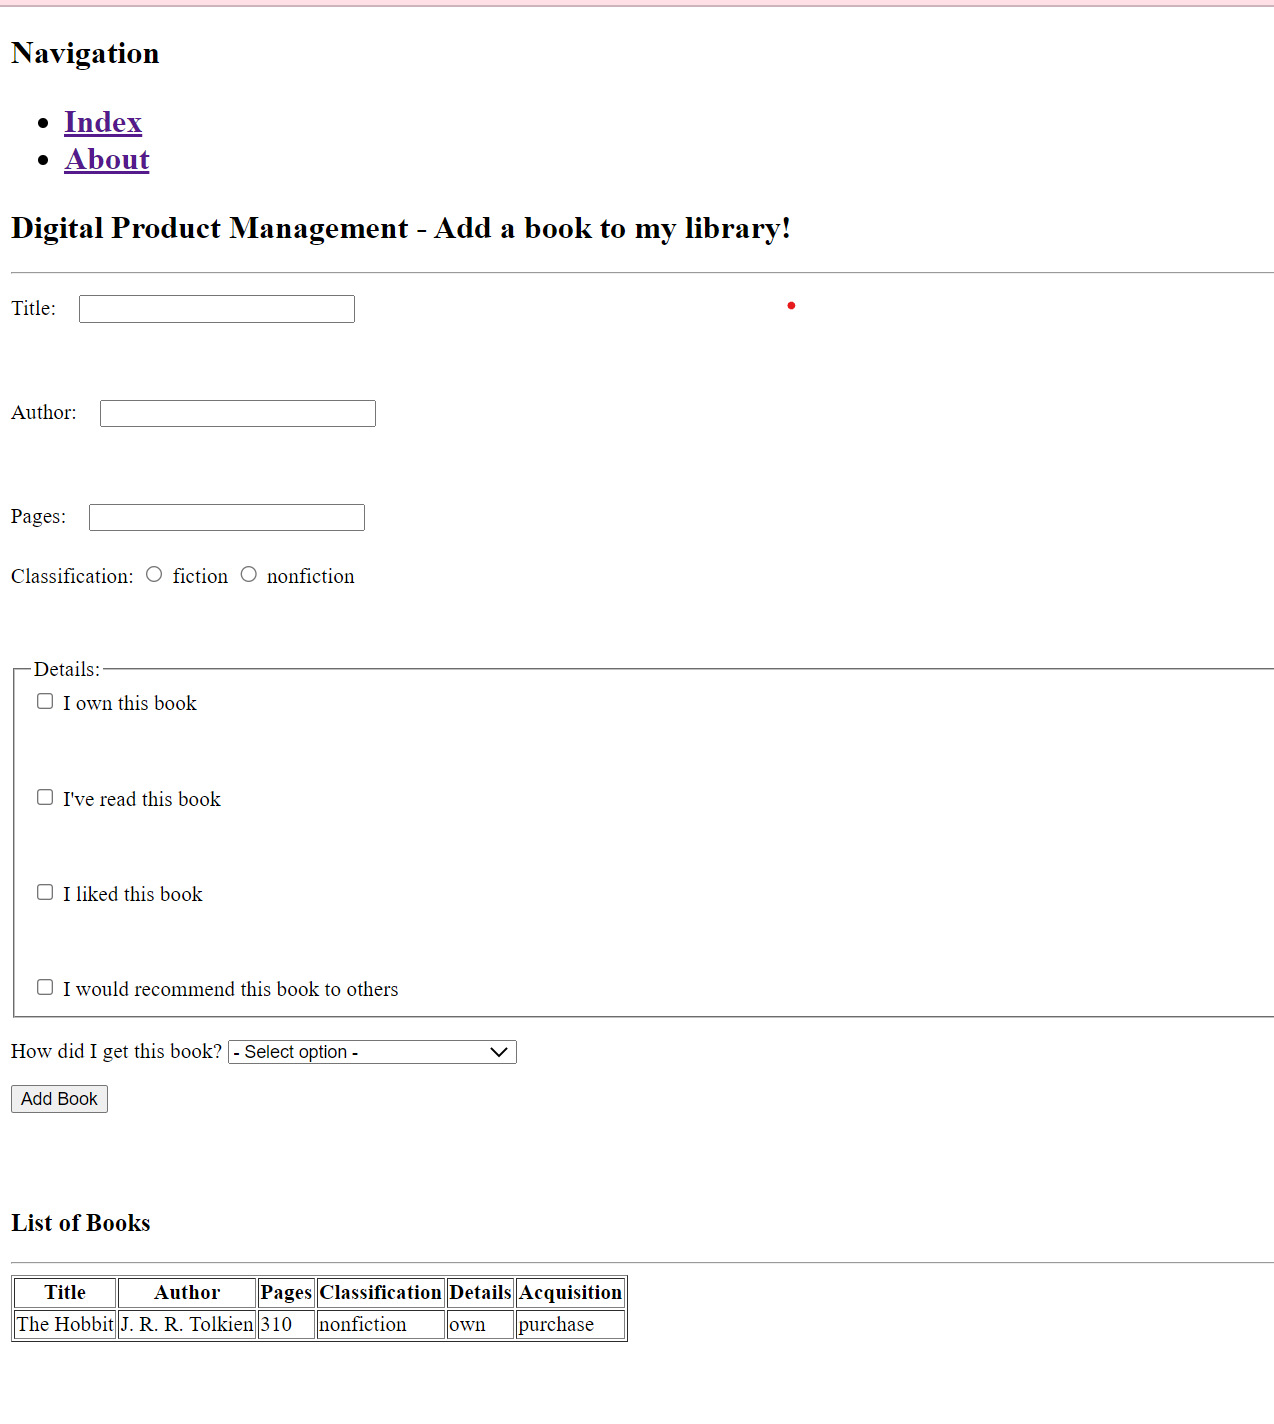 Navigation
Index
About
Digital Product Management - Add a book to my library!
Title:
Author:
Pages:
Classification: fiction nonfiction
Details:
I own this book
I've read this book
I liked this book
I would recommend this book to others
How did I get this book? - Select option -
Add Book
List of Books
Title Author Pages Classification Details Acquisition
The Hobbit J. R. R. Tolkien 310 nonfiction own purchase